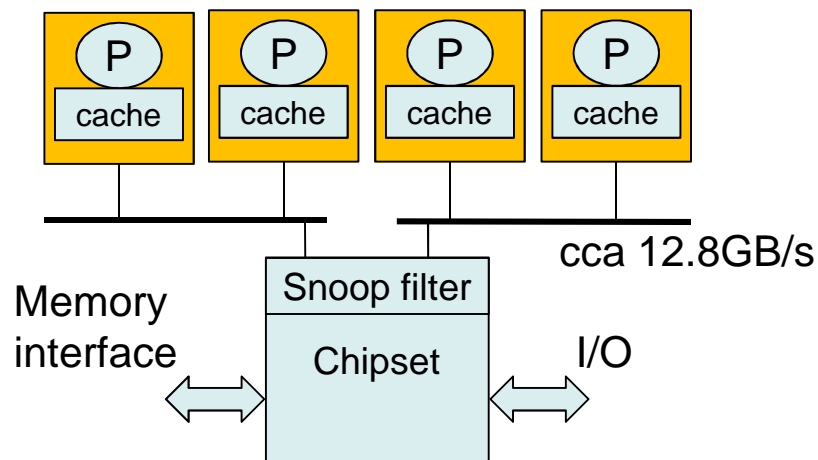 P
P
P
P
cache
cache
cache
cache
cca 12.8GB/s
Snoop filter
Memory
interface
Chipset
I/O